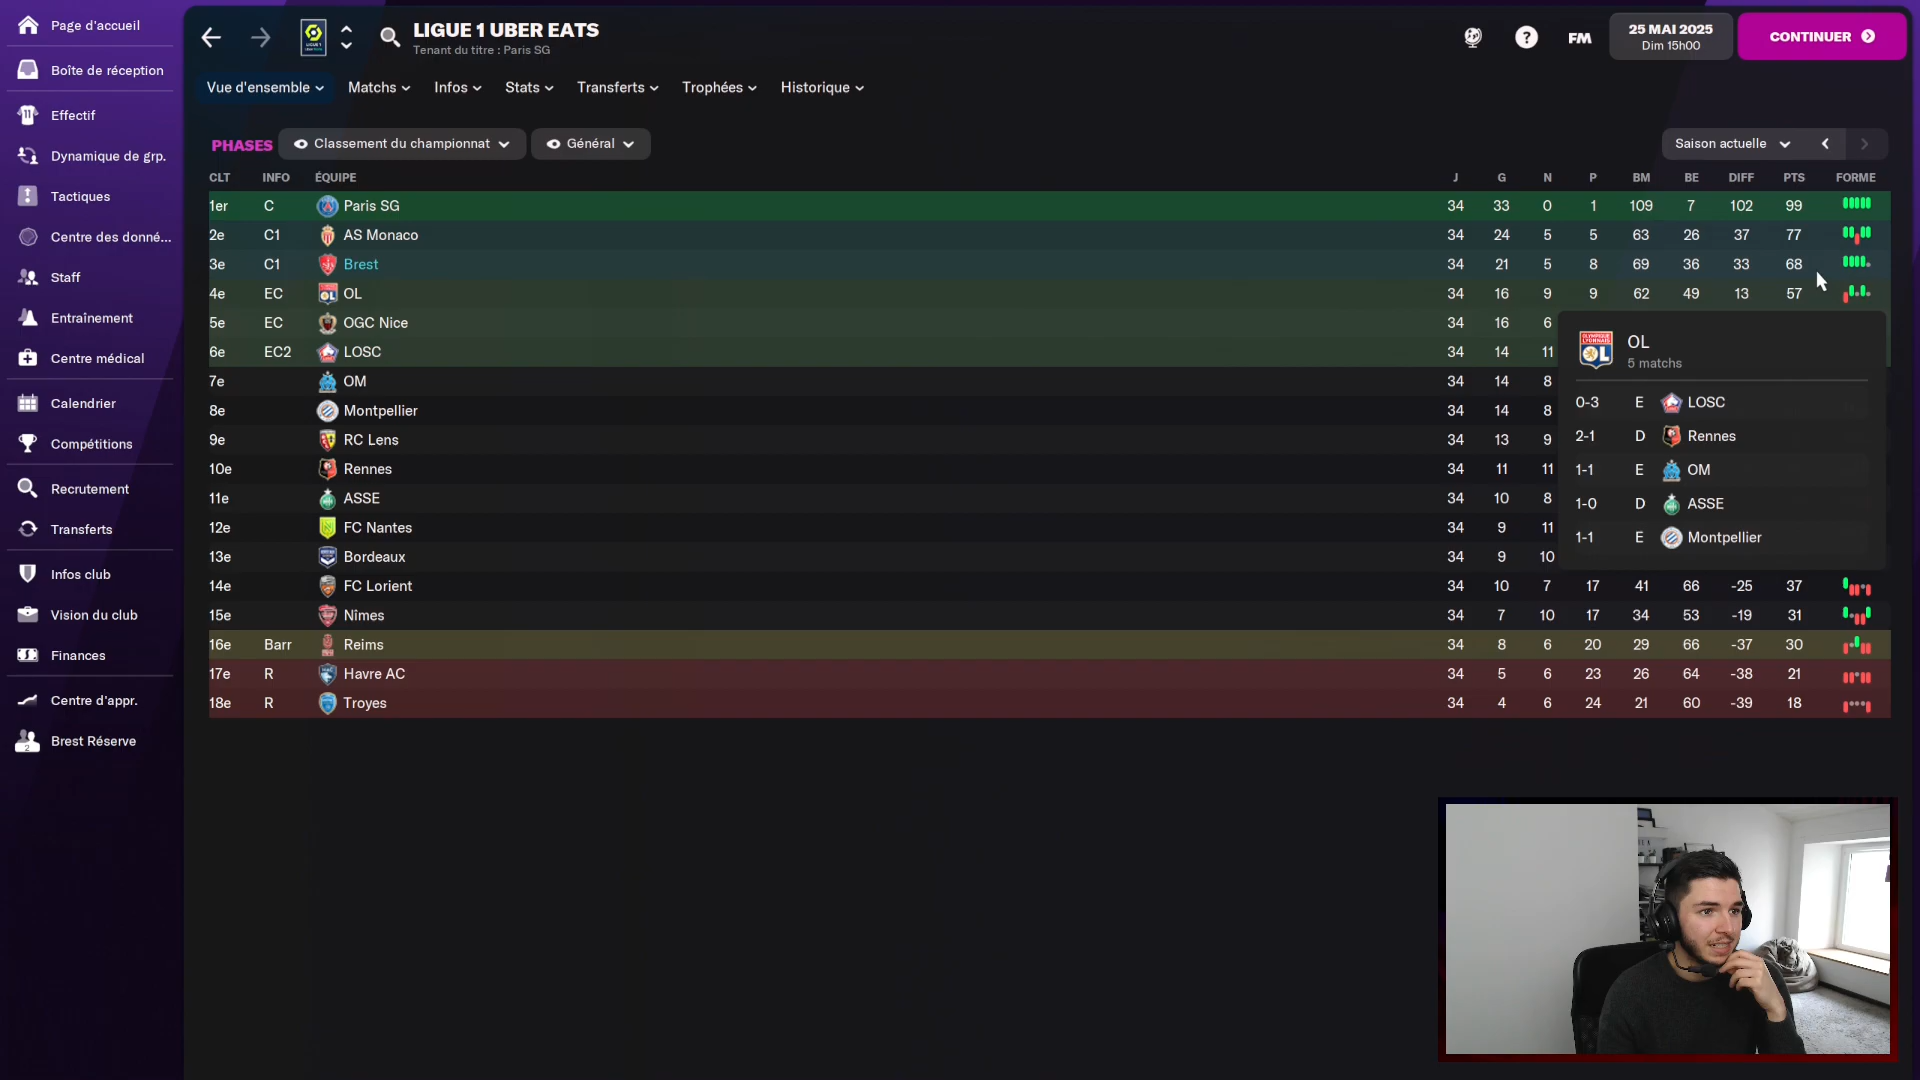 Page d'accueil
Boîte de réception
Effectif
Dynamique de grp.
Tactiques
Centre des donné...
Staff
Entraînement
Centre médical
Calendrier
Compétitions
Recrutement
Transferts
Infos club
Vision du club
Finances
Centre d'appr.
2 Brest Réserve
LIGUE 1 UBER EATS
Tenant du titre : Paris SG
? FM
25 MAI 2025
Dim 15h00
CONTINUER
Vue d'ensemble Matchs Infos Stats Transferts Trophées Historique
PHASES Classement du championnat Général Saison actuelle
CLT INFO ÉQUIPE J G N P BM BE DIFF PTS FORME
1er C Paris SG 34 33 0 1 109 7 102 99
2e C1 AS Monaco 34 24 5 5 63 26 37 77
3e C1 Brest 34 21 5 8 69 36 33 68
4e EC OL 34 16 9 9 62 49 13 57
5e EC OGC Nice 34 16 6
6e EC2 LOSC 34 14 11
7e OM 34 14 8
8e Montpellier 34 14 8
9e RC Lens 34 13 9
10e Rennes 34 11 11
11e ASSE 34 10 8
12e FC Nantes 34 9 11
13e Bordeaux 34 9 10
14e FC Lorient 34 10 7 17 41 66 -25 37
15e Nîmes 34 7 10 17 34 53 -19 31
16e Barr Reims 34 8 6 20 29 66 -37 30
17e R Havre AC 34 5 6 23 26 64 -38 21
18e R Troyes 34 4 6 24 21 60 -39 18
OL
5 matchs
0-3 E LOSC
2-1 D Rennes
1-1 E OM
1-0 D ASSE
1-1 E Montpellier